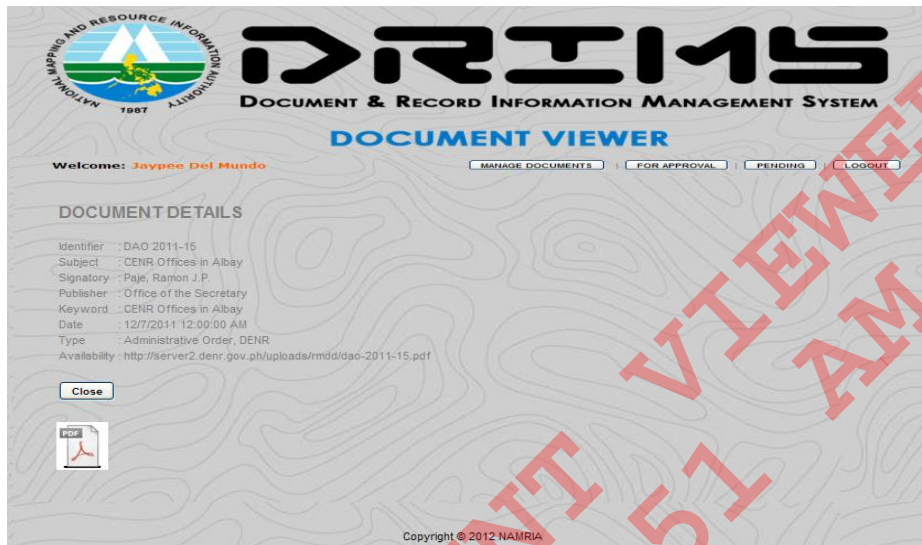 NATIONAL MAPPING AND RESOURCE INFORMATION AUTHORITY
1987
DRIMS
DOCUMENT & RECORD INFORMATION MANAGEMENT SYSTEM
DOCUMENT VIEWER
Welcome: Jaypee Del Mundo MANAGE DOCUMENTS | FOR APPROVAL | PENDING | LOGOUT
DOCUMENT DETAILS
Identifier : DAO 2011-15
Subject : CENR Offices in Albay
Signatory : Paje, Ramon J.P.
Publisher : Office of the Secretary
Keyword : CENR Offices in Albay
Date : 12/7/2011 12:00:00 AM
Type : Administrative Order, DENR
Availability : http://server2.denr.gov.ph/uploads/rmdd/dao-2011-15.pdf
Close
PDF
VIEWE
NT
51 AM
Copyright © 2012 NAMRIA